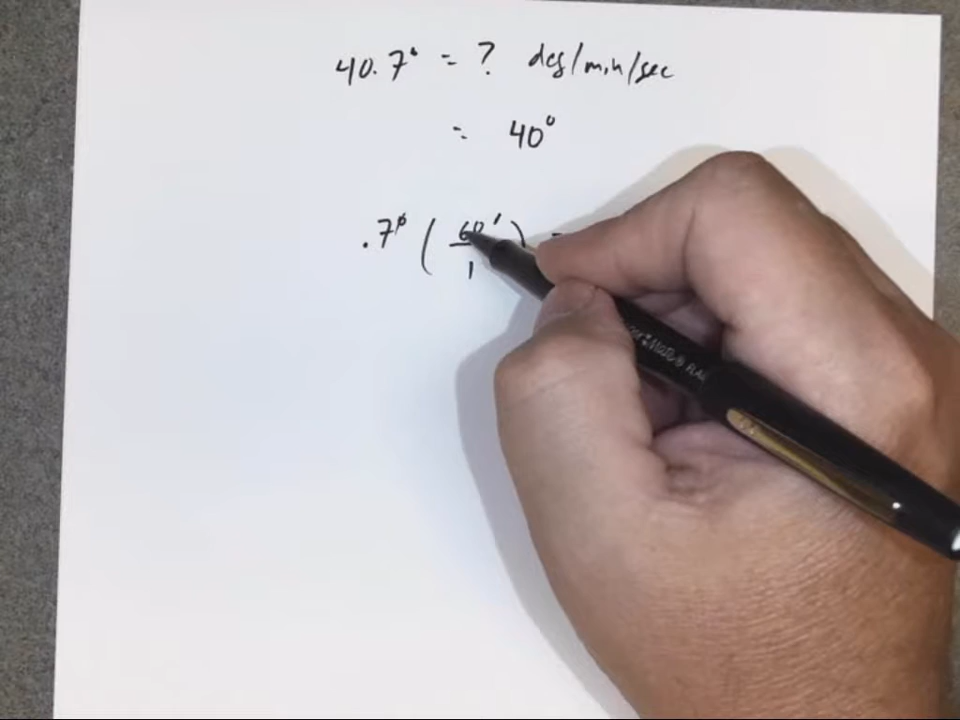 40.7° = ? deg/min/sec
= 40°
.7° ( 60' / 1 ) =